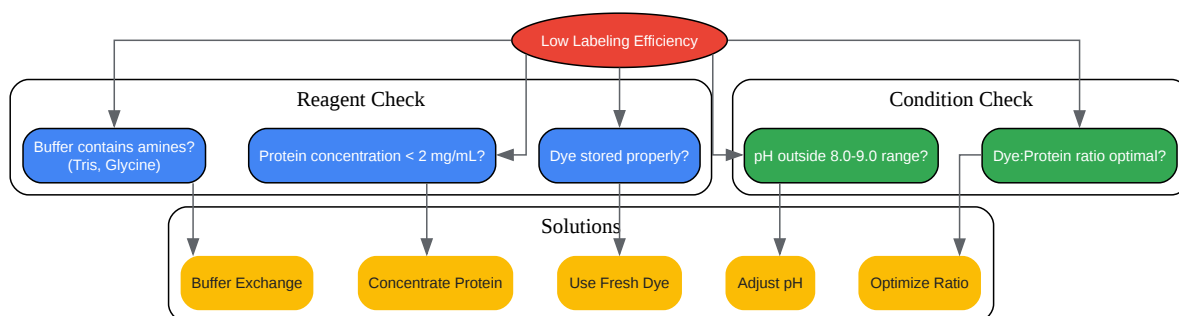 Low Labeling Efficiency
Reagent Check
Condition Check
Buffer contains amines?
(Tris, Glycine)
Protein concentration < 2 mg/mL?
Dye stored properly?
pH outside 8.0-9.0 range?
Dye:Protein ratio optimal?
Solutions
Buffer Exchange
Concentrate Protein
Use Fresh Dye
Adjust pH
Optimize Ratio